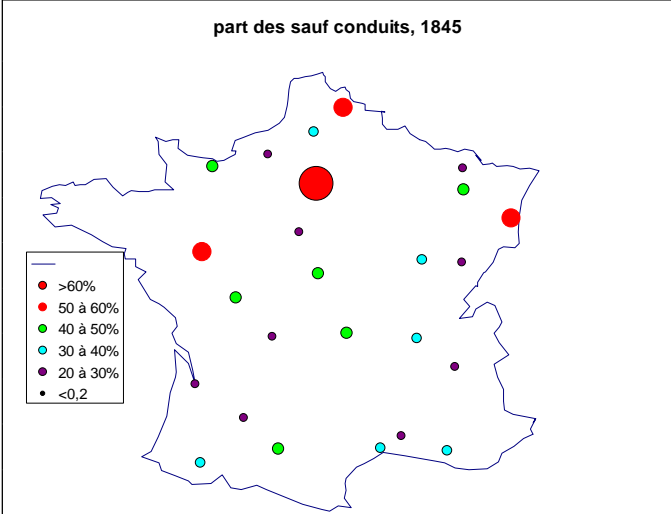 part des sauf conduits, 1845
>60%
50 à 60%
40 à 50%
30 à 40%
20 à 30%
<0,2